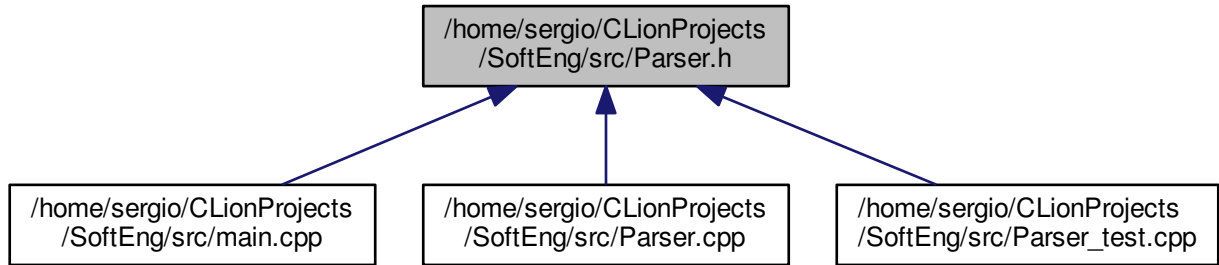 /home/sergio/CLionProjects
/SoftEng/src/Parser.h
/home/sergio/CLionProjects
/SoftEng/src/main.cpp
/home/sergio/CLionProjects
/SoftEng/src/Parser.cpp
/home/sergio/CLionProjects
/SoftEng/src/Parser_test.cpp